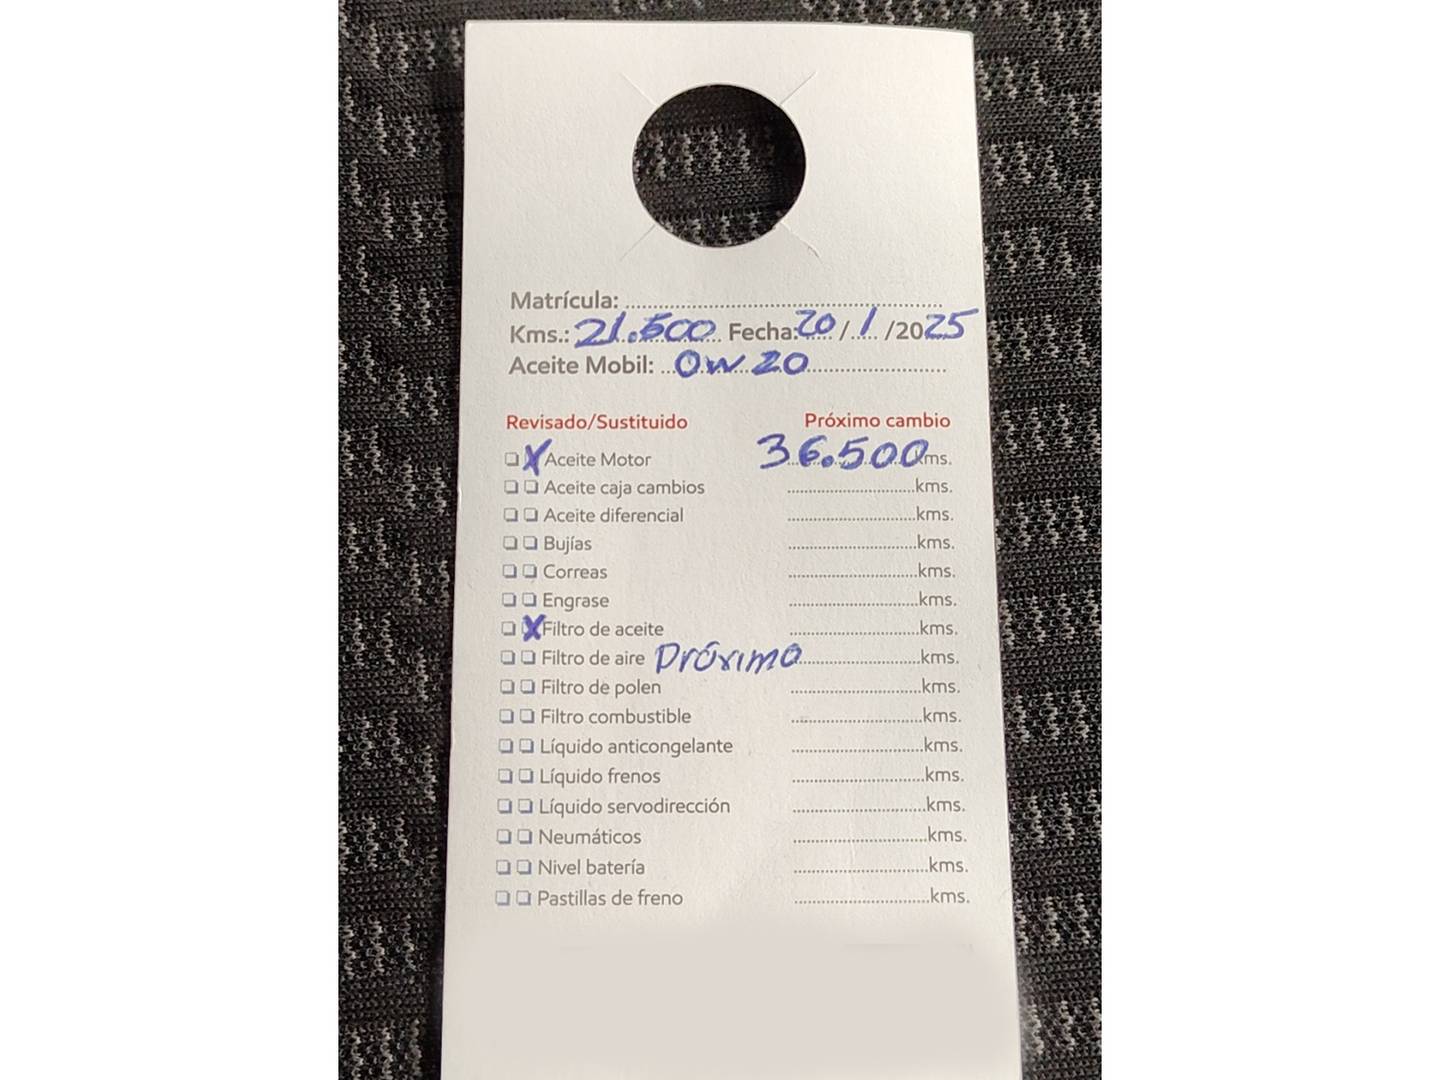 Matrícula: ........................
Kms.: 21.500 Fecha: 20/1/2025
Aceite Mobil: 0W20
Revisado/Sustituido Próximo cambio
❏ X Aceite Motor 36.500 kms.
❏ ❏ Aceite caja cambios ........................kms.
❏ ❏ Aceite diferencial ........................kms.
❏ ❏ Bujías ........................kms.
❏ ❏ Correas ........................kms.
❏ ❏ Engrase ........................kms.
❏ X Filtro de aceite ........................kms.
❏ ❏ Filtro de aire Próximo ........................kms.
❏ ❏ Filtro de polen ........................kms.
❏ ❏ Filtro combustible ........................kms.
❏ ❏ Líquido anticongelante ........................kms.
❏ ❏ Líquido frenos ........................kms.
❏ ❏ Líquido servodirección ........................kms.
❏ ❏ Neumáticos ........................kms.
❏ ❏ Nivel batería ........................kms.
❏ ❏ Pastillas de freno ........................kms.